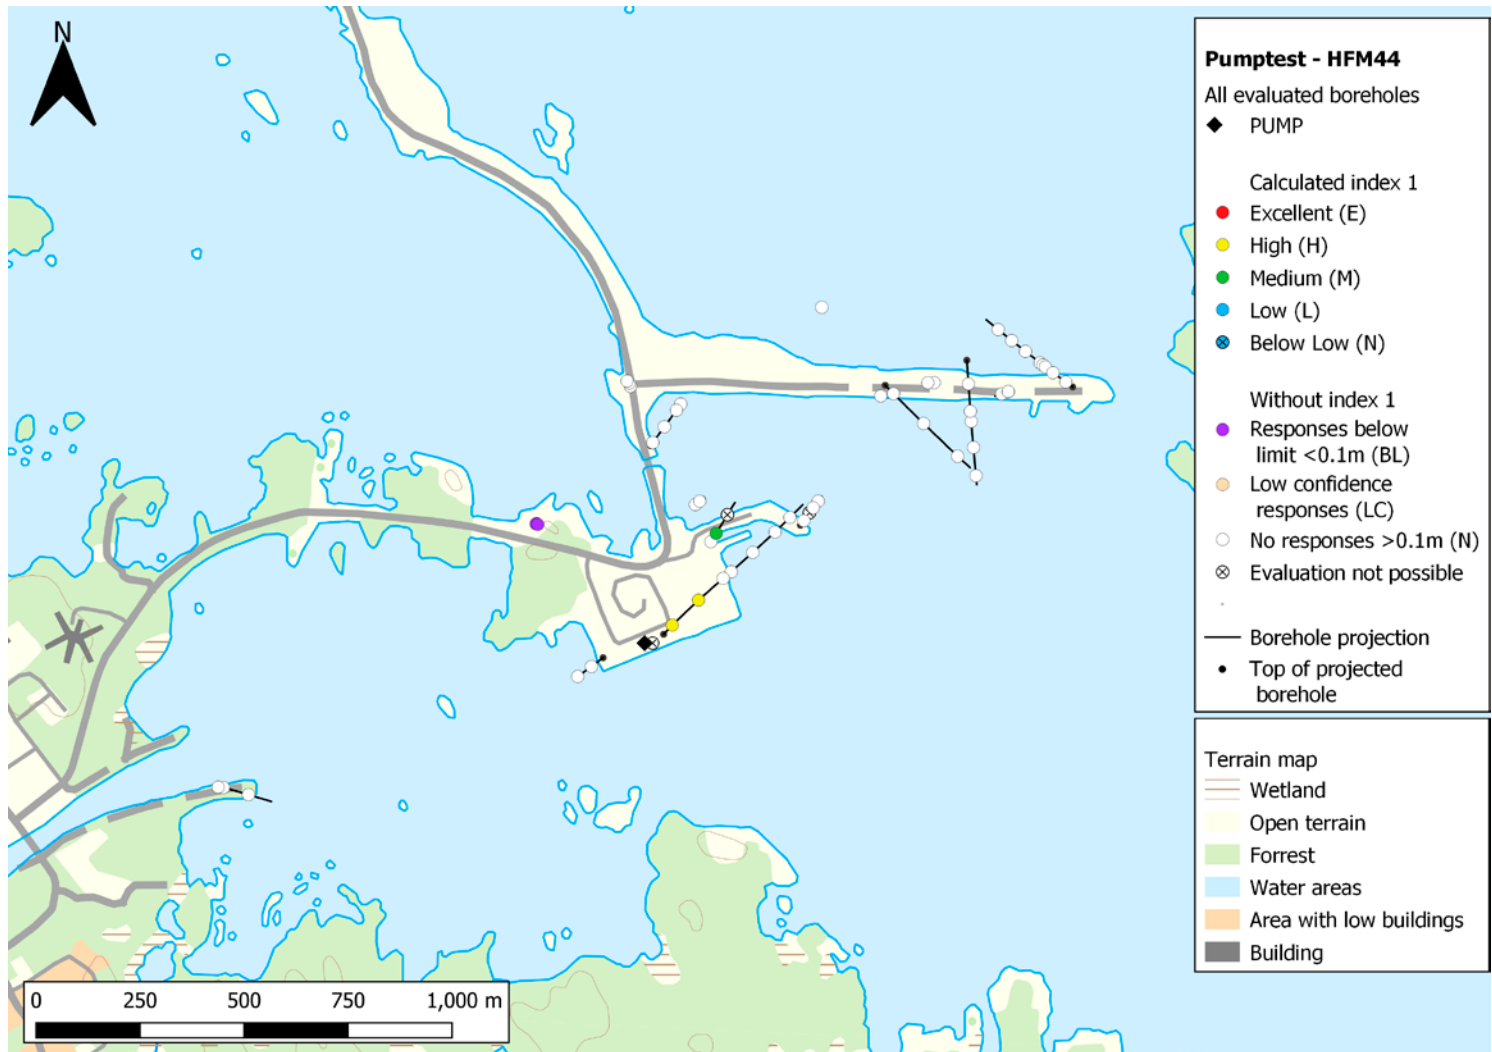 N
Pumptest - HFM44
All evaluated boreholes
PUMP
Calculated index 1
Excellent (E)
High (H)
Medium (M)
Low (L)
Below Low (N)
Without index 1
Responses below
limit <0.1m (BL)
Low confidence
responses (LC)
No responses >0.1m (N)
Evaluation not possible
Borehole projection
Top of projected
borehole
Terrain map
Wetland
Open terrain
Forrest
Water areas
Area with low buildings
Building
0 250 500 750 1,000 m